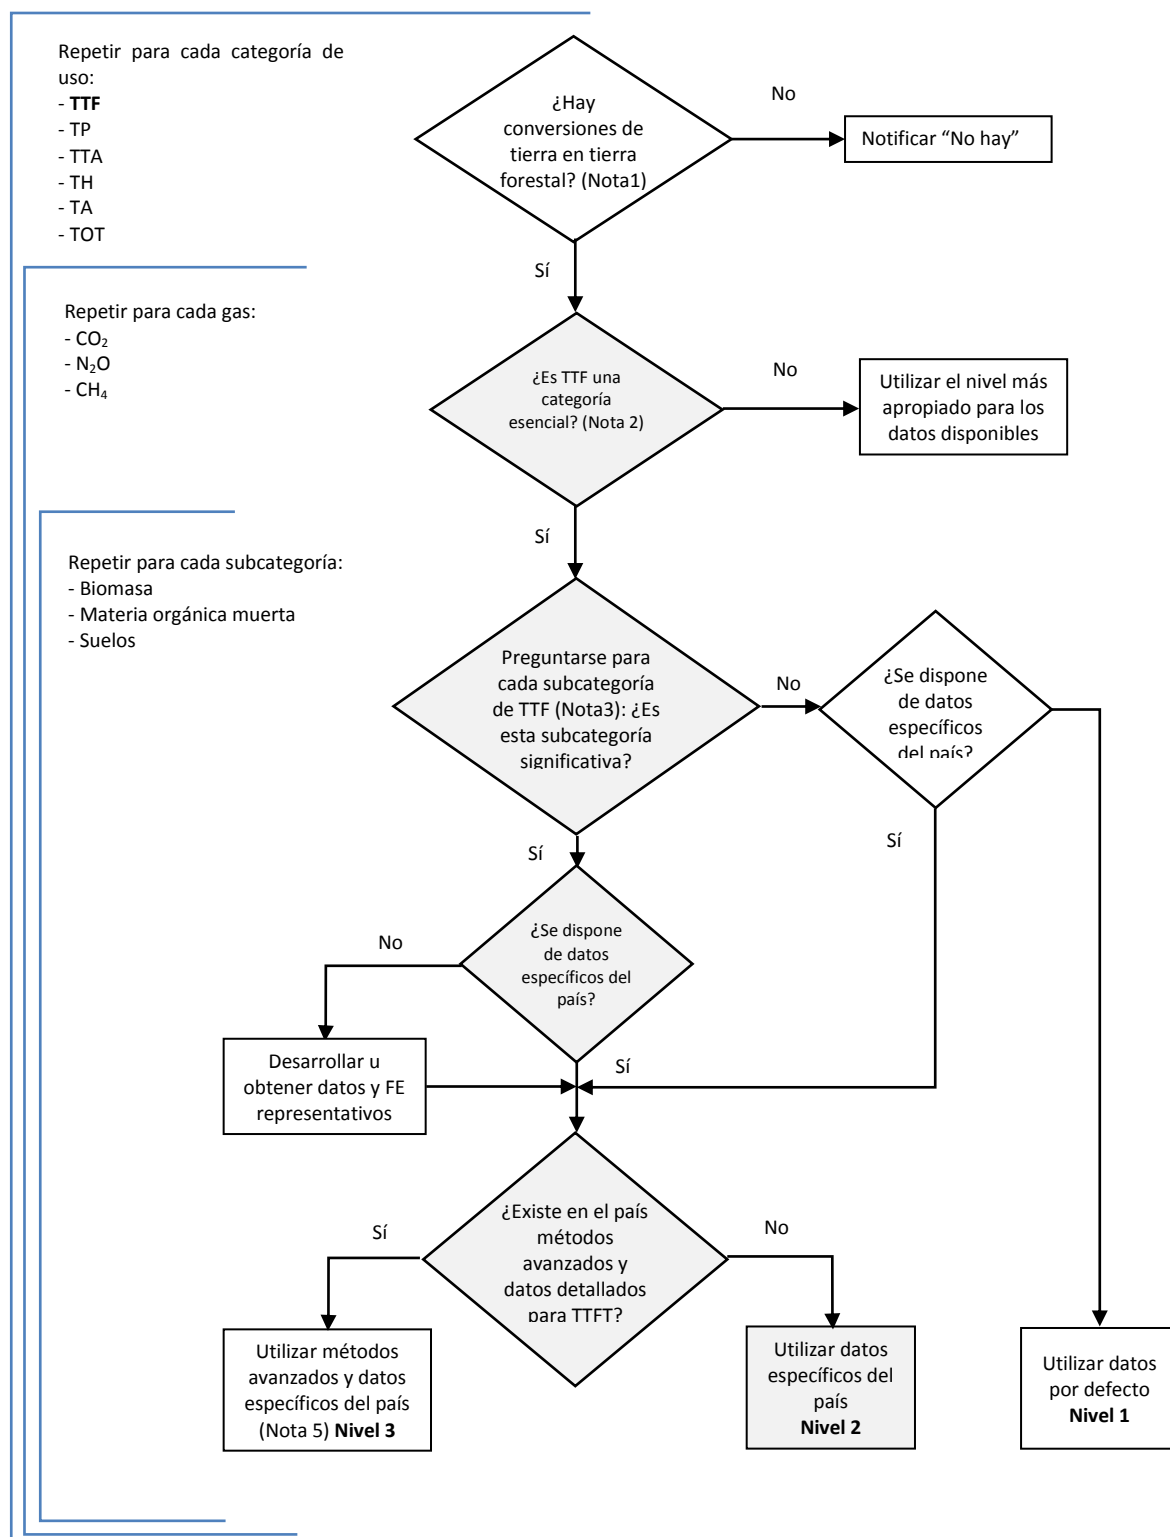 Repetir para cada categoría de
uso:
- TTF
- TP
- TTA
- TH
- TA
- TOT
¿Hay
conversiones de
tierra en tierra
forestal? (Nota1)
No
Notificar “No hay”
Sí
Repetir para cada gas:
- CO₂
- N₂O
- CH₄
¿Es TTF una
categoría
esencial? (Nota 2)
No
Utilizar el nivel más
apropiado para los
datos disponibles
Sí
Repetir para cada subcategoría:
- Biomasa
- Materia orgánica muerta
- Suelos
Preguntarse para
cada subcategoría
de TTF (Nota3): ¿Es
esta subcategoría
significativa?
No
¿Se dispone
de datos
específicos
del país?
Sí
Sí
¿Se dispone
de datos
específicos del
país?
No
Desarrollar u
obtener datos y FE
representativos
Sí
¿Existe en el país
métodos
avanzados y
datos detallados
para TTFT?
Sí
No
Utilizar métodos
avanzados y datos
específicos del país
(Nota 5) Nivel 3
Utilizar datos
específicos del
país
Nivel 2
Utilizar datos
por defecto
Nivel 1